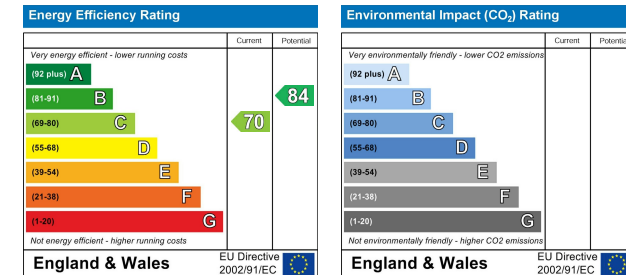 Energy Efficiency Rating
Current Potential
Very energy efficient - lower running costs
(92 plus) A
(81-91) B
84
(69-80) C
70
(55-68) D
(39-54) E
(21-38) F
(1-20) G
Not energy efficient - higher running costs
England & Wales
EU Directive
2002/91/EC
Environmental Impact (CO₂) Rating
Current Potential
Very environmentally friendly - lower CO2 emissions
(92 plus) A
(81-91) B
(69-80) C
(55-68) D
(39-54) E
(21-38) F
(1-20) G
Not environmentally friendly - higher CO2 emissions
England & Wales
EU Directive
2002/91/EC